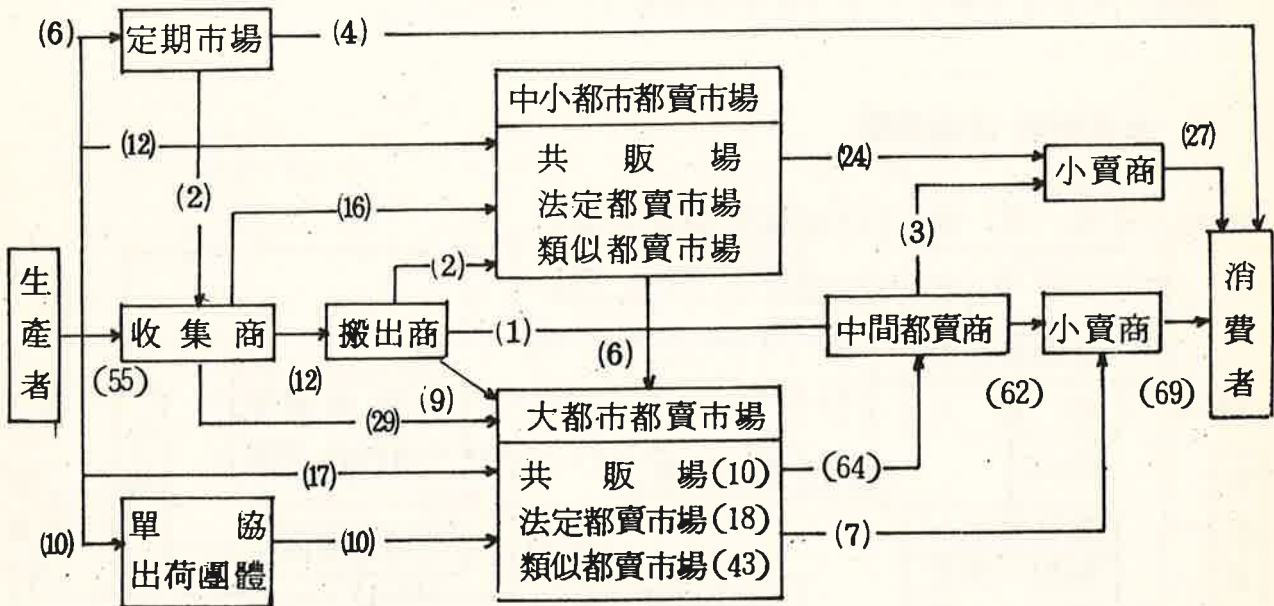 (6)
定期市場
(4)
中小都市都賣市場
共販場
法定都賣市場
類似都賣市場
(12)
(24)
(27)
小賣商
(2)
(16)
(3)
(2)
生產者
消費者
收集商
搬出商
(1)
中間都賣商
小賣商
(6)
(55)
(12)
(9)
(62)
(69)
(29)
大都市都賣市場
共販場(10)
法定都賣市場(18)
類似都賣市場(43)
(17)
(64)
(10)
單協
出荷團體
(10)
(7)